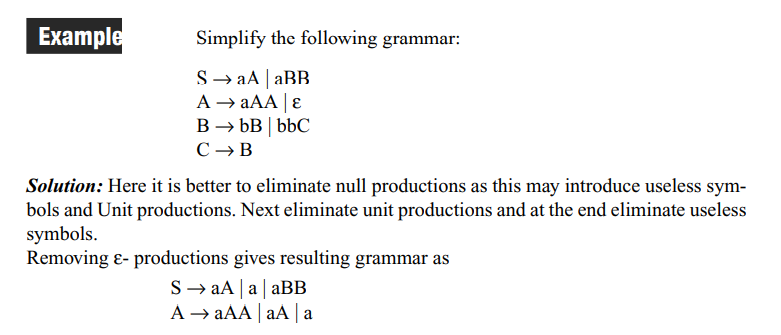 Example Simplify the following grammar:
S → aA | aBB
A → aAA | ε
B → bB | bbC
C → B
Solution: Here it is better to eliminate null productions as this may introduce useless sym-
bols and Unit productions. Next eliminate unit productions and at the end eliminate useless
symbols.
Removing ε- productions gives resulting grammar as
S → aA | a | aBB
A → aAA | aA | a